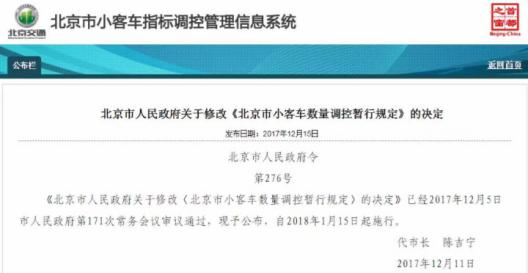 北京交通
北京市小客车指标调控管理信息系统
首都之窗
Beijing-China
公布栏
返回首页
北京市人民政府关于修改《北京市小客车数量调控暂行规定》的决定
发布日期：2017年12月15日
北京市人民政府令
第276号
《北京市人民政府关于修改〈北京市小客车数量调控暂行规定〉的决定》已经2017年12月5日
市人民政府第171次常务会议审议通过，现予公布，自2018年1月15日起施行。
代市长 陈吉宁
2017年12月11日